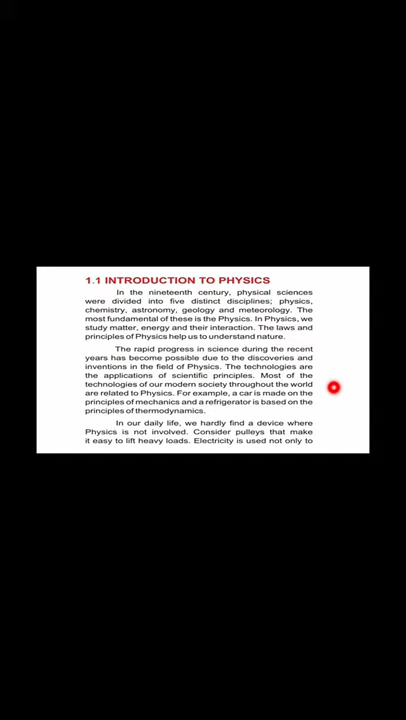 1.1 INTRODUCTION TO PHYSICS
In the nineteenth century, physical sciences
were divided into five distinct disciplines; physics,
chemistry, astronomy, geology and meteorology. The
most fundamental of these is the Physics. In Physics, we
study matter, energy and their interaction. The laws and
principles of Physics help us to understand nature.
The rapid progress in science during the recent
years has become possible due to the discoveries and
inventions in the field of Physics. The technologies are
the applications of scientific principles. Most of the
technologies of our modern society throughout the world
are related to Physics. For example, a car is made on the
principles of mechanics and a refrigerator is based on the
principles of thermodynamics.
In our daily life, we hardly find a device where
Physics is not involved. Consider pulleys that make
it easy to lift heavy loads. Electricity is used not only to